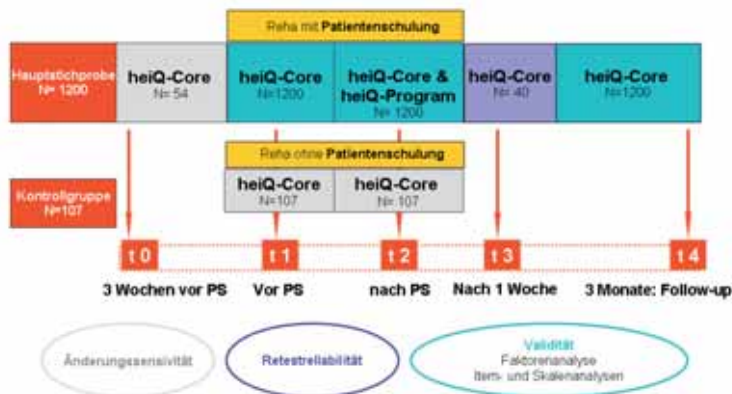 Reha mit Patientenschulung
Hauptstichprobe
N= 1200
heiQ-Core
N= 54
heiQ-Core
N=1200
heiQ-Core &
heiQ-Program
N= 1200
heiQ-Core
N= 40
heiQ-Core
N=1200
Reha ohne Patientenschulung
Kontrollgruppe
N=107
heiQ-Core
N=107
heiQ-Core
N= 107
t 0
t 1
t 2
t 3
t 4
3 Wochen vor PS
Vor PS
nach PS
Nach 1 Woche
3 Monate: Follow-up
Änderungssensivität
Retestreliabilität
Validität
Faktorenanalyse
Item- und Skalenanalysen